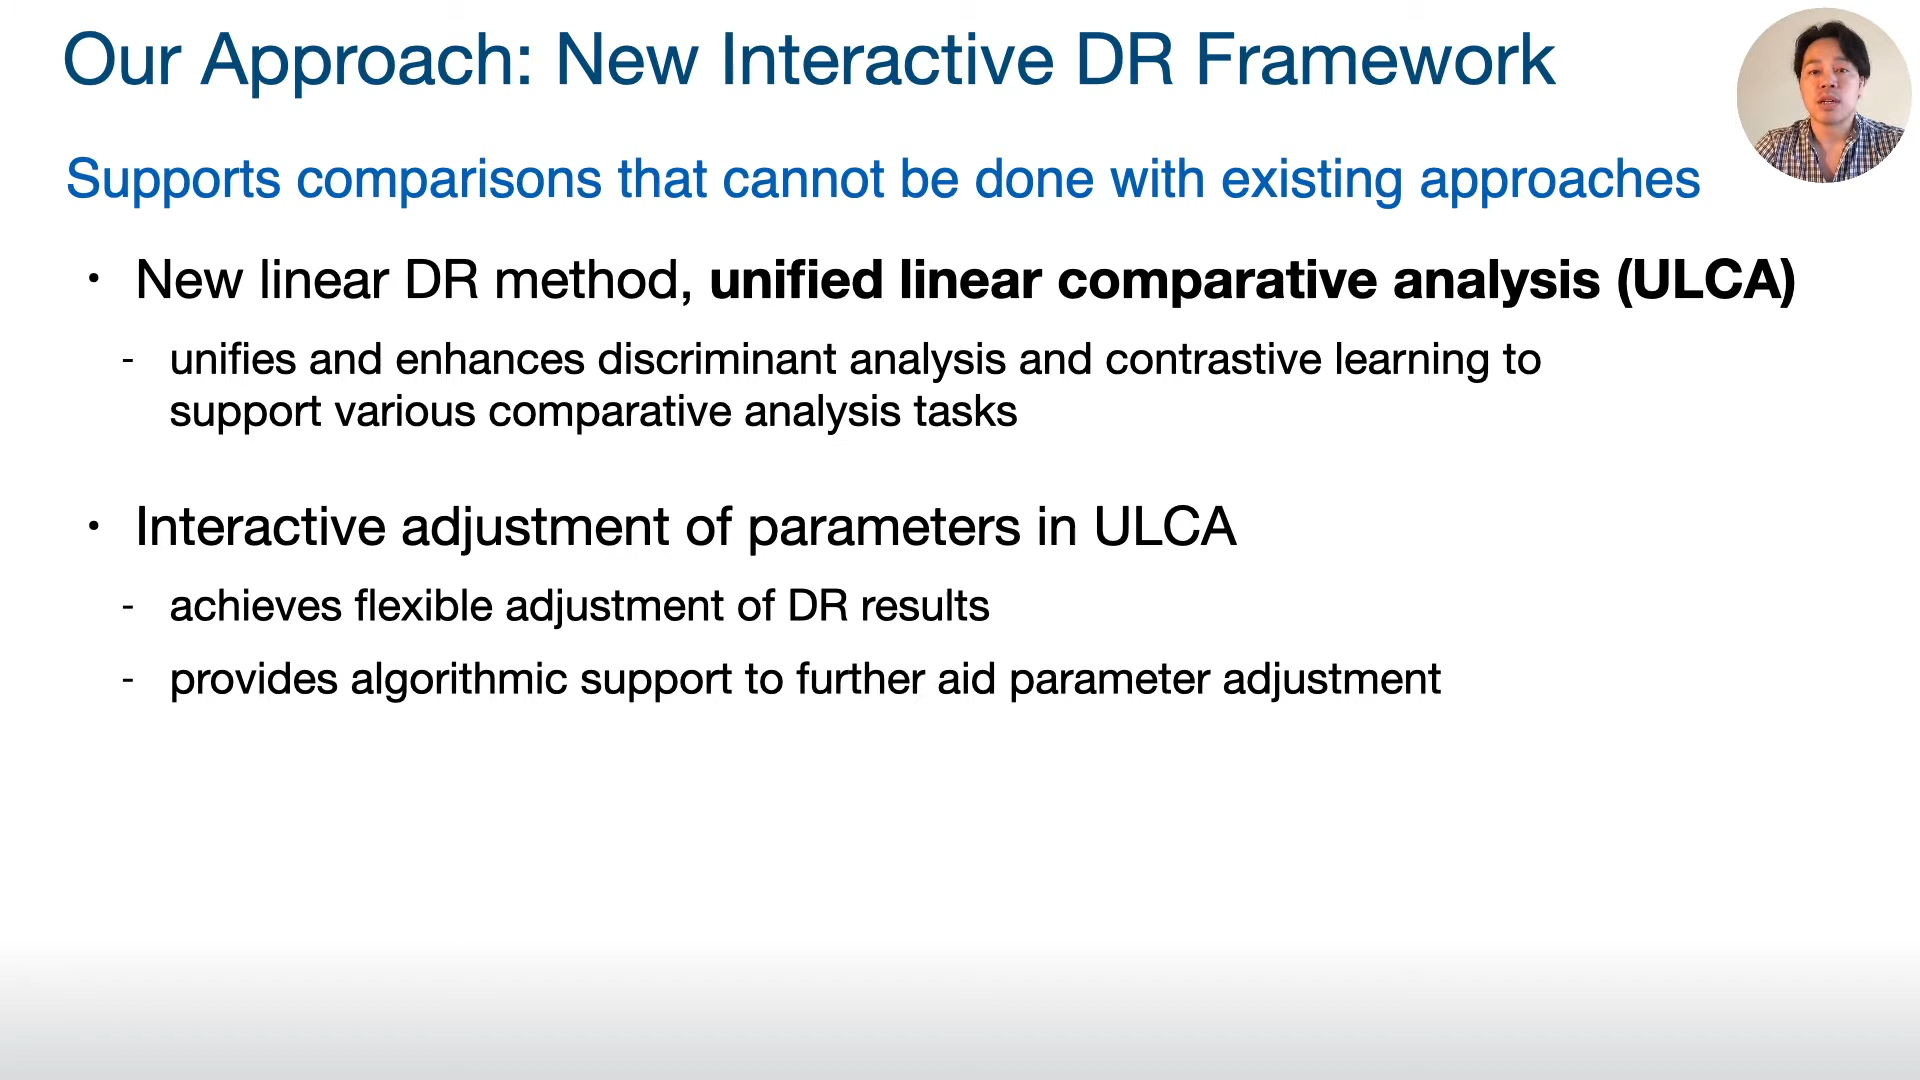 Our Approach: New Interactive DR Framework
Supports comparisons that cannot be done with existing approaches
• New linear DR method, unified linear comparative analysis (ULCA)
- unifies and enhances discriminant analysis and contrastive learning to
support various comparative analysis tasks
• Interactive adjustment of parameters in ULCA
- achieves flexible adjustment of DR results
- provides algorithmic support to further aid parameter adjustment